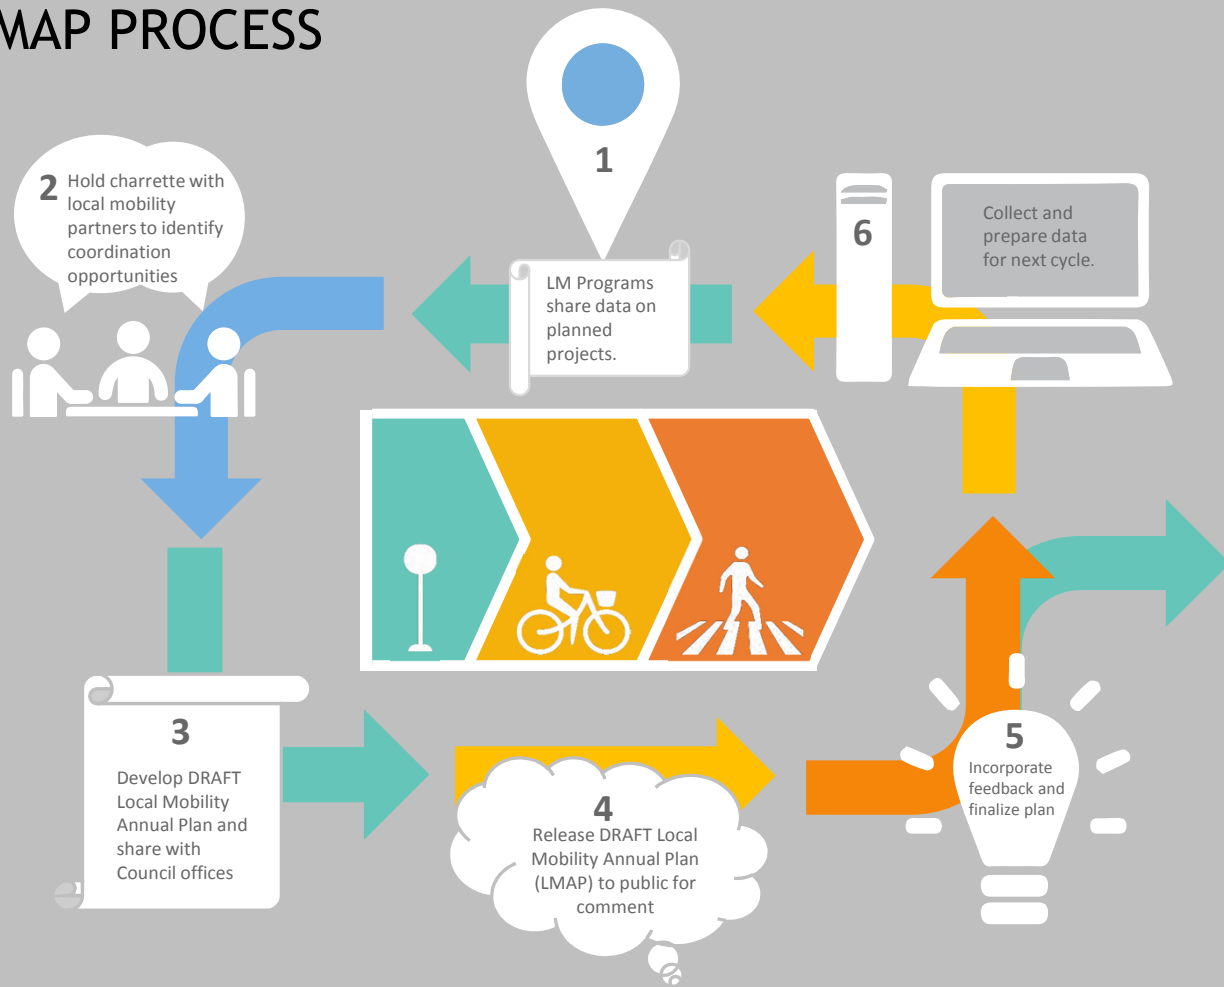 MAP PROCESS
1
LM Programs
share data on
planned
projects.
2
Hold charrette with
local mobility
partners to identify
coordination
opportunities
3
Develop DRAFT
Local Mobility
Annual Plan and
share with
Council offices
4
Release DRAFT Local
Mobility Annual Plan
(LMAP) to public for
comment
5
Incorporate
feedback and
finalize plan
6
Collect and
prepare data
for next cycle.